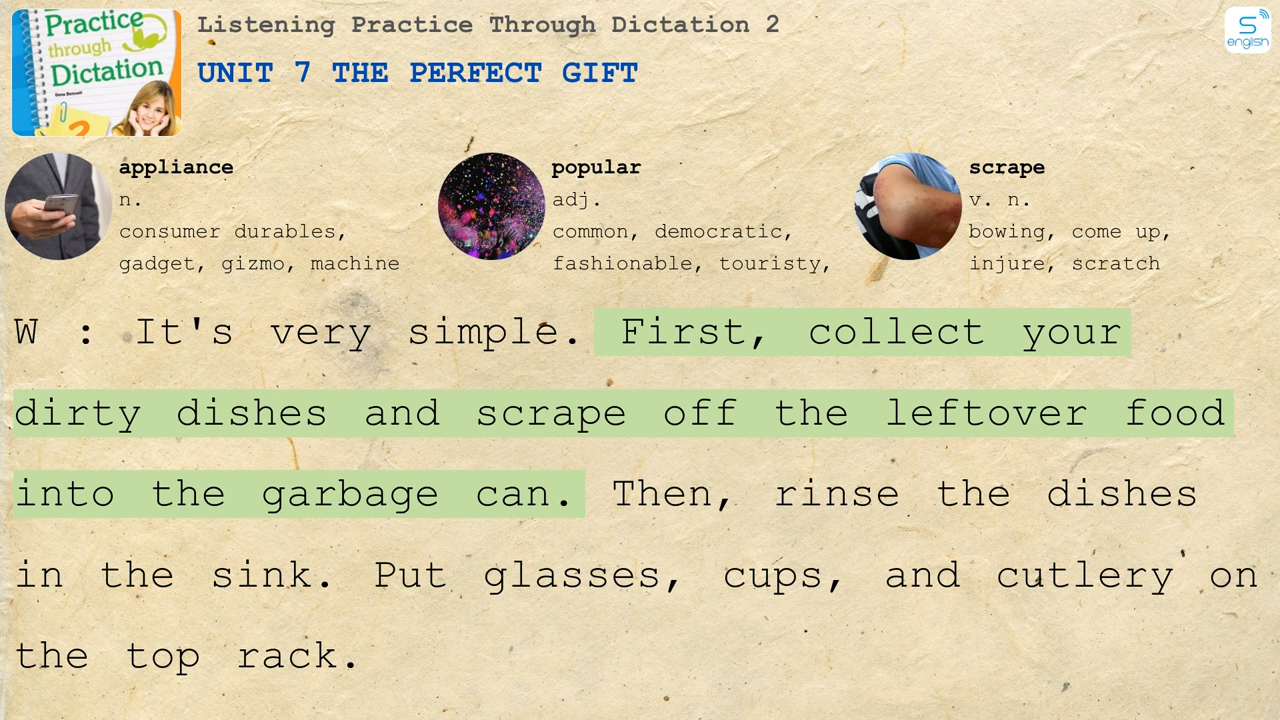 Practice
through
Dictation
2
Listening Practice Through Dictation 2
UNIT 7 THE PERFECT GIFT
S
english
appliance
n.
consumer durables,
gadget, gizmo, machine
popular
adj.
common, democratic,
fashionable, touristy,
scrape
v. n.
bowing, come up,
injure, scratch
W : It's very simple. First, collect your
dirty dishes and scrape off the leftover food
into the garbage can. Then, rinse the dishes
in the sink. Put glasses, cups, and cutlery on
the top rack.